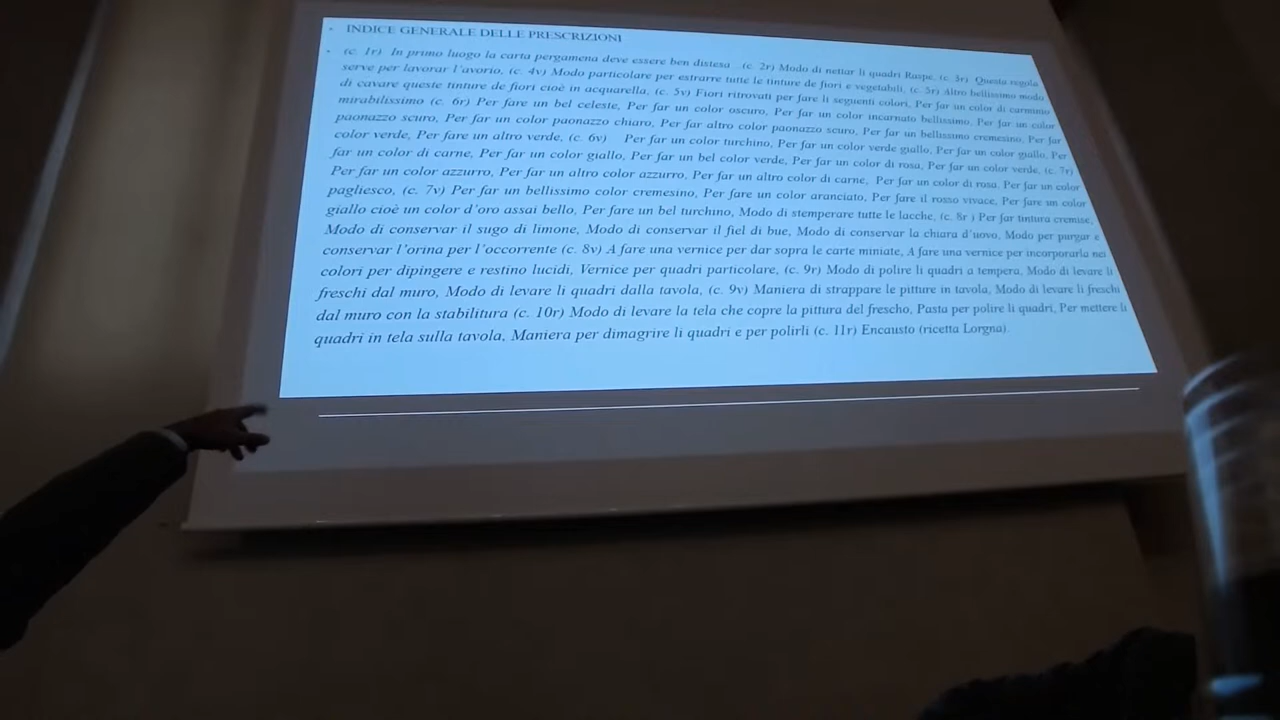 INDICE GENERALE DELLE PRESCRIZIONI
(c. 1r) In primo luogo la carta pergamena deve essere ben distesa (c. 2r) Modo di nettar li quadri Raspe, (c. 3r) Questa regola
serve per lavorar l'avorio, (c. 4v) Modo particolare per estrarre tutte le tinture de fiori e vegetabili, (c. 5r) Altro bellissimo modo
di cavare queste tinture de fiori cioè in acquarella, (c. 5v) Fiori ritrovati per fare li seguenti colori, Per far un color di carmino
mirabilissimo (c. 6r) Per fare un bel celeste, Per far un color oscuro, Per far un color incarnato bellissimo, Per far un color
paonazzo scuro, Per far un color paonazzo chiaro, Per far altro color paonazzo scuro, Per far un bellissimo cremesino, Per far
color verde, Per fare un altro verde, (c. 6v) Per far un color turchino, Per far un color verde giallo, Per far un color giallo, Per
far un color di carne, Per far un color giallo, Per far un bel color verde, Per far un color di rosa, Per far un color verde, (c. 7r)
Per far un color azzurro, Per far un altro color azzurro, Per far un altro color di carne, Per far un color di rosa, Per far un color
pagliesco, (c. 7v) Per far un bellissimo color cremesino, Per fare un color aranciato, Per fare il rosso vivace, Per fare un color
giallo cioè un color d'oro assai bello, Per fare un bel turchino, Modo di stemperare tutte le lacche, (c. 8r ) Per far tintura cremise,
Modo di conservar il sugo di limone, Modo di conservar il fiel di bue, Modo di conservar la chiara d'uovo, Modo per purgar e
conservar l'orina per l'occorrente (c. 8v) A fare una vernice per dar sopra le carte miniate, A fare una vernice per incorporarla nei
colori per dipingere e restino lucidi, Vernice per quadri particolare, (c. 9r) Modo di polire li quadri a tempera, Modo di levare li
freschi dal muro, Modo di levare li quadri dalla tavola, (c. 9v) Maniera di strappare le pitture in tavola, Modo di levare li freschi
dal muro con la stabilitura (c. 10r) Modo di levare la tela che copre la pittura del frescho, Pasta per polire li quadri, Per mettere li
quadri in tela sulla tavola, Maniera per dimagrire li quadri e per polirli (c. 11r) Encausto (ricetta Lorgna).